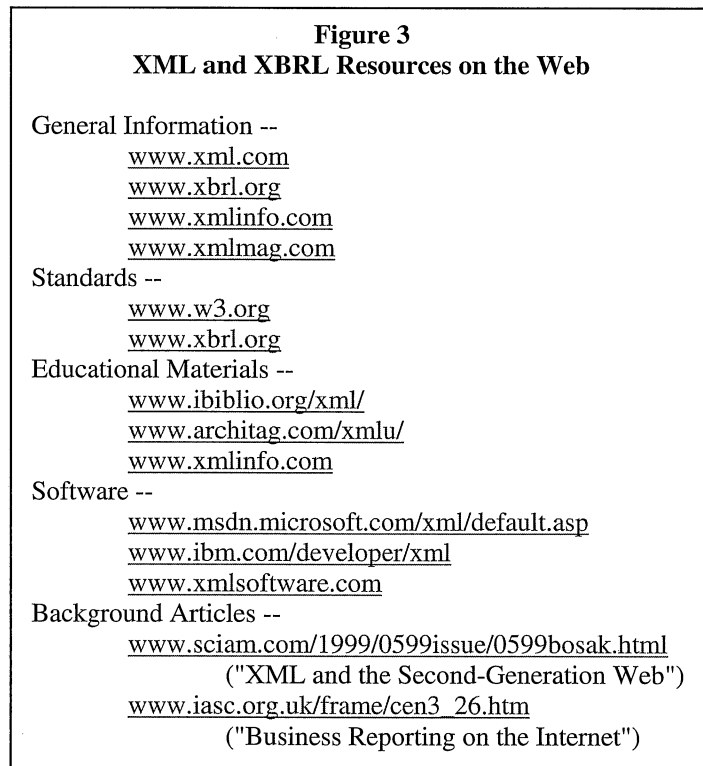 Figure 3
XML and XBRL Resources on the Web
General Information --
www.xml.com
www.xbrl.org
www.xmlinfo.com
www.xmlmag.com
Standards --
www.w3.org
www.xbrl.org
Educational Materials --
www.ibiblio.org/xml/
www.architag.com/xmlu/
www.xmlinfo.com
Software --
www.msdn.microsoft.com/xml/default.asp
www.ibm.com/developer/xml
www.xmlsoftware.com
Background Articles --
www.sciam.com/1999/0599issue/0599bosak.html
("XML and the Second-Generation Web")
www.iasc.org.uk/frame/cen3_26.htm
("Business Reporting on the Internet")